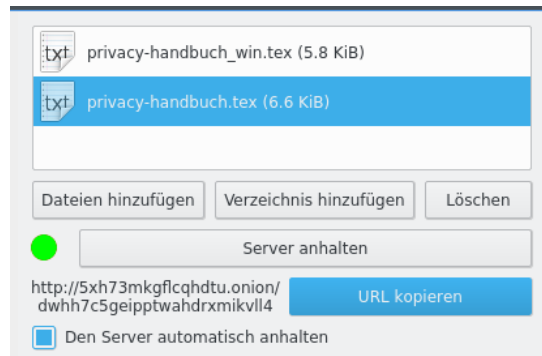 txt privacy-handbuch_win.tex (5.8 KiB)
txt privacy-handbuch.tex (6.6 KiB)
Dateien hinzufügen Verzeichnis hinzufügen Löschen
Server anhalten
http://5xh73mkgflcqhdtu.onion/
dwhh7c5geipptwahdrxmikvll4
URL kopieren
Den Server automatisch anhalten